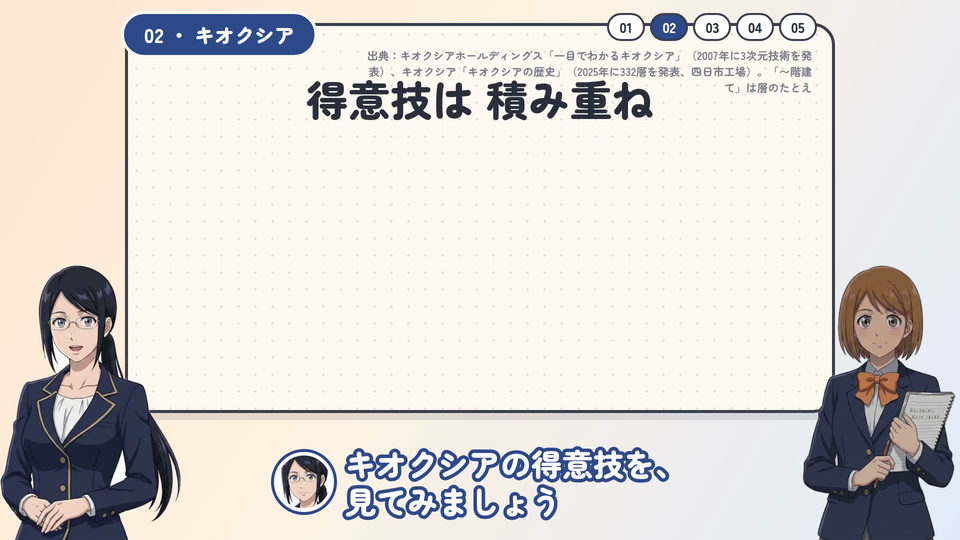 02 ・ キオクシア
01 02 03 04 05
出典：キオクシアホールディングス「一目でわかるキオクシア」（2007年に3次元技術を発
表）、キオクシア「キオクシアの歴史」（2025年に332層を発表、四日市工場）。「〜階建
て」は層のたとえ
得意技は 積み重ね
キオクシアの得意技を、
見てみましょう